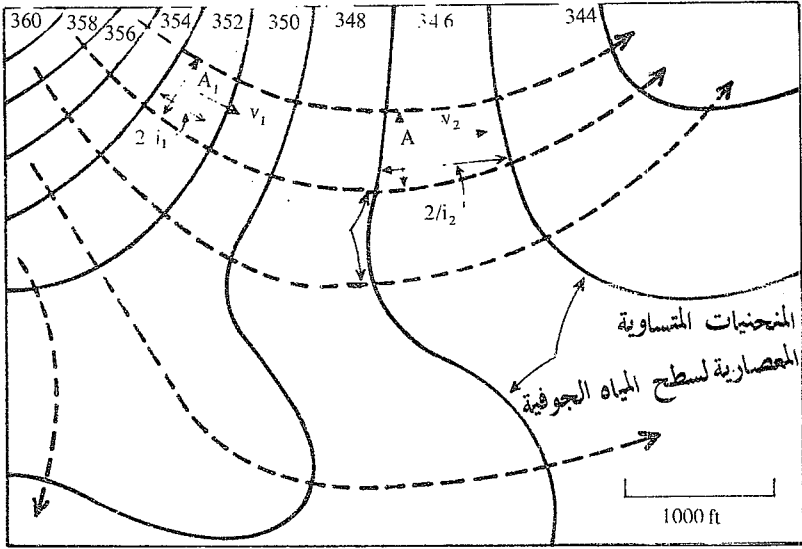 360 358 356 354 352 350 348 346 344
A₁
v₁
2 i₁
A
v₂
2/i₂
المنحنيات المتساوية
المعصارية لسطح المياه الجوفية
1000 ft